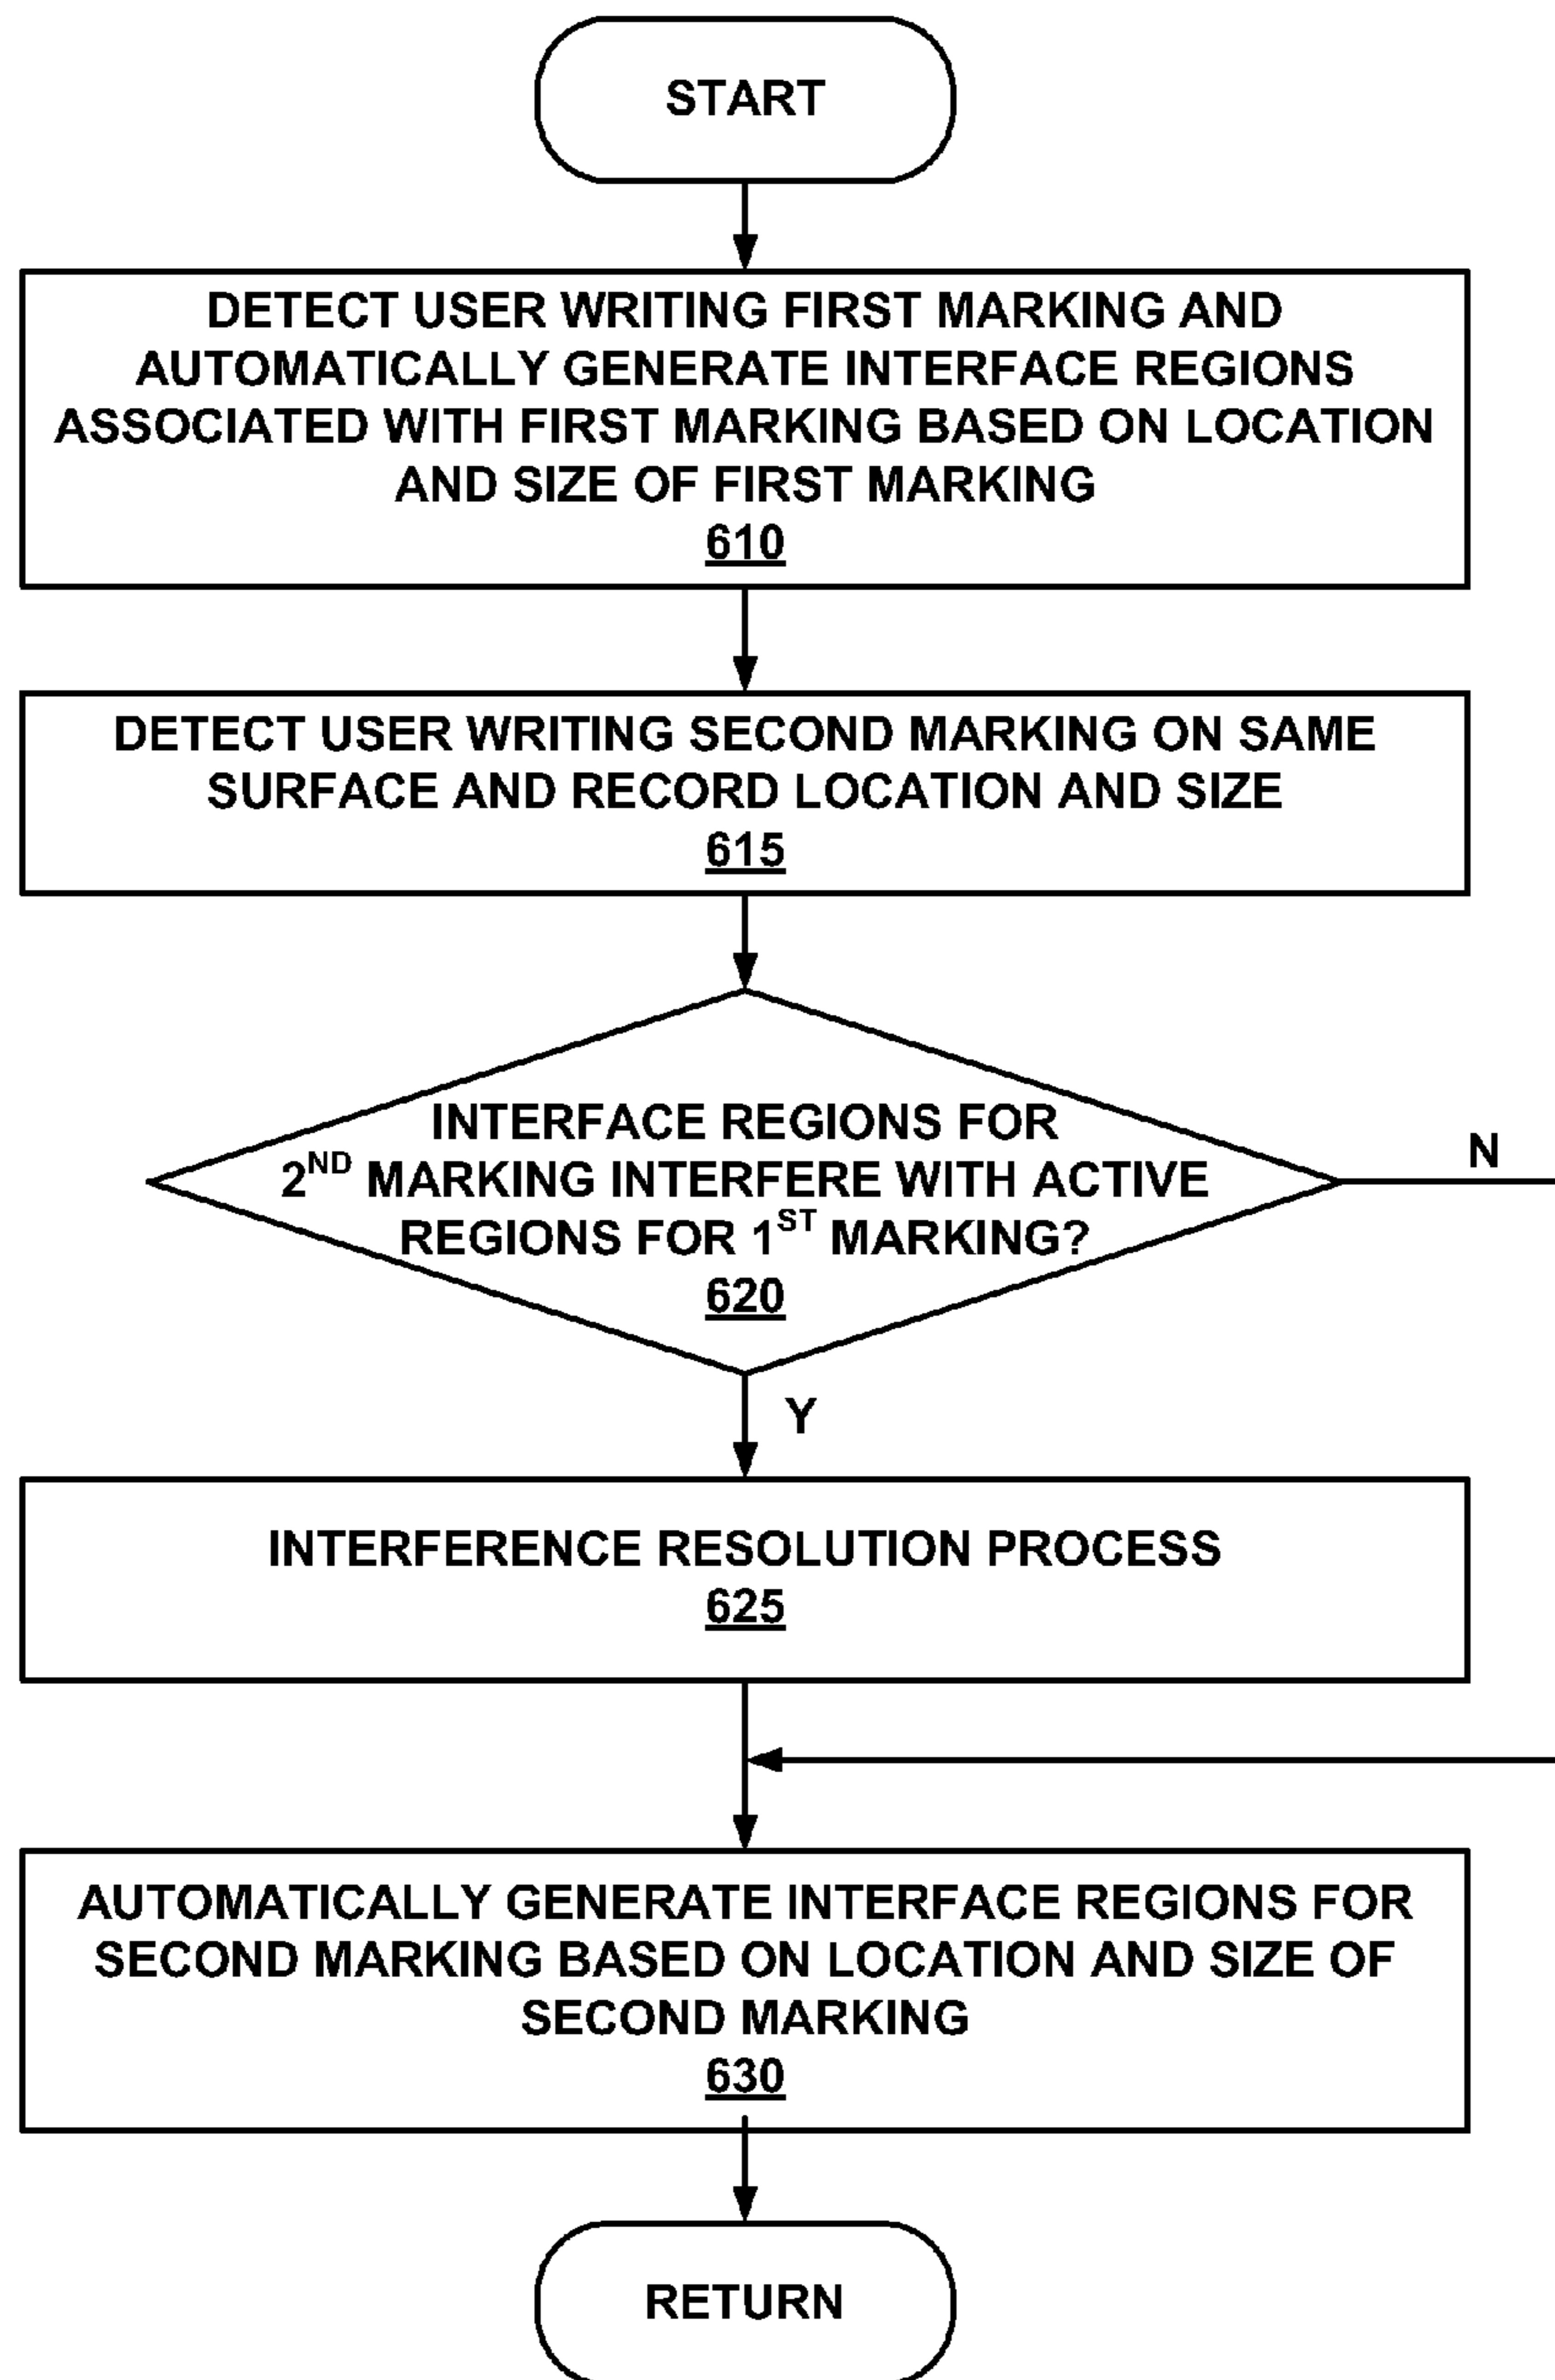 START
DETECT USER WRITING FIRST MARKING AND
AUTOMATICALLY GENERATE INTERFACE REGIONS
ASSOCIATED WITH FIRST MARKING BASED ON LOCATION
AND SIZE OF FIRST MARKING
610
DETECT USER WRITING SECOND MARKING ON SAME
SURFACE AND RECORD LOCATION AND SIZE
615
INTERFACE REGIONS FOR
2ND MARKING INTERFERE WITH ACTIVE
REGIONS FOR 1ST MARKING?
620
N
Y
INTERFERENCE RESOLUTION PROCESS
625
AUTOMATICALLY GENERATE INTERFACE REGIONS FOR
SECOND MARKING BASED ON LOCATION AND SIZE OF
SECOND MARKING
630
RETURN